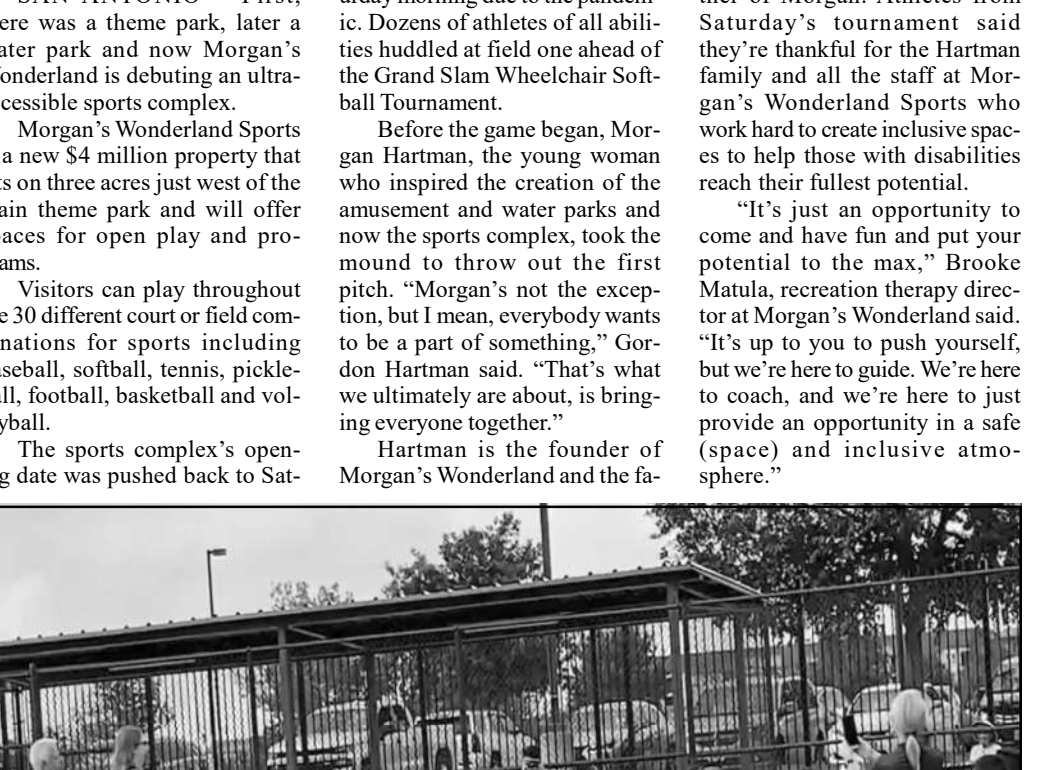 SAN ANTONIO – First,
ere was a theme park, later a
ater park and now Morgan's
onderland is debuting an ultra-
cessible sports complex.
Morgan's Wonderland Sports
a new $4 million property that
ts on three acres just west of the
ain theme park and will offer
paces for open play and pro-
ams.
Visitors can play throughout
e 30 different court or field com-
nations for sports including
aseball, softball, tennis, pickle-
all, football, basketball and vol-
yball.
The sports complex's open-
g date was pushed back to Sat-
urday morning due to the pandem-
ic. Dozens of athletes of all abili-
ties huddled at field one ahead of
the Grand Slam Wheelchair Soft-
ball Tournament.
Before the game began, Mor-
gan Hartman, the young woman
who inspired the creation of the
amusement and water parks and
now the sports complex, took the
mound to throw out the first
pitch. “Morgan’s not the excep-
tion, but I mean, everybody wants
to be a part of something,” Gor-
don Hartman said. “That’s what
we ultimately are about, is bring-
ing everyone together.”
Hartman is the founder of
Morgan’s Wonderland and the fa-
ther of Morgan. Athletes from
Saturday’s tournament said
they’re thankful for the Hartman
family and all the staff at Mor-
gan’s Wonderland Sports who
work hard to create inclusive spac-
es to help those with disabilities
reach their fullest potential.
“It’s just an opportunity to
come and have fun and put your
potential to the max,” Brooke
Matula, recreation therapy direc-
tor at Morgan’s Wonderland said.
“It’s up to you to push yourself,
but we’re here to guide. We’re here
to coach, and we’re here to just
provide an opportunity in a safe
(space) and inclusive atmo-
sphere.”